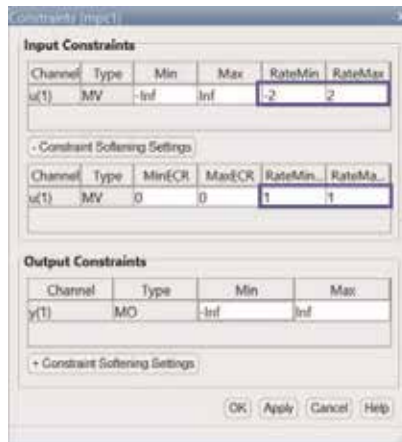 Constraints (mpc1)
Input Constraints
Channel Type Min Max RateMin RateMax
u(1) MV -Inf Inf -2 2
- Constraint Softening Settings
Channel Type MinECR MaxECR RateMin... RateMa...
u(1) MV 0 0 1 1
Output Constraints
Channel Type Min Max
y(1) MO -Inf Inf
+ Constraint Softening Settings
OK Apply Cancel Help